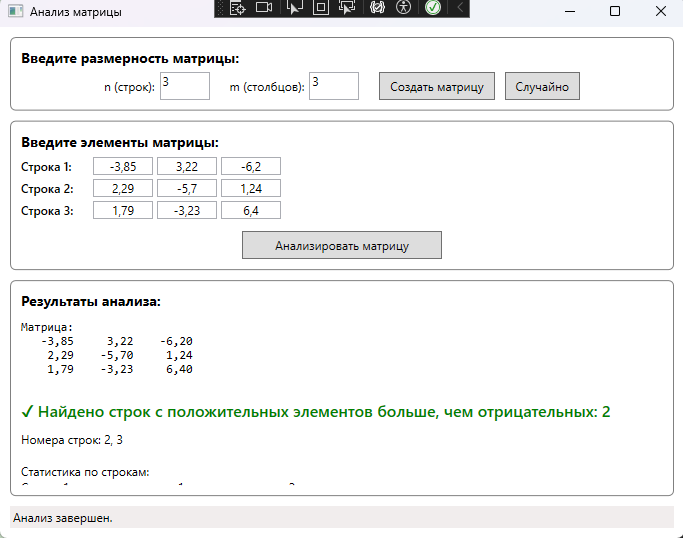 Анализ матрицы
Введите размерность матрицы:
n (строк): 3 m (столбцов): 3 Создать матрицу Случайно
Введите элементы матрицы:
Строка 1: -3,85 3,22 -6,2
Строка 2: 2,29 -5,7 1,24
Строка 3: 1,79 -3,23 6,4
Анализировать матрицу
Результаты анализа:
Матрица:
-3,85 3,22 -6,20
2,29 -5,70 1,24
1,79 -3,23 6,40
✓ Найдено строк с положительных элементов больше, чем отрицательных: 2
Номера строк: 2, 3
Статистика по строкам:
Анализ завершен.